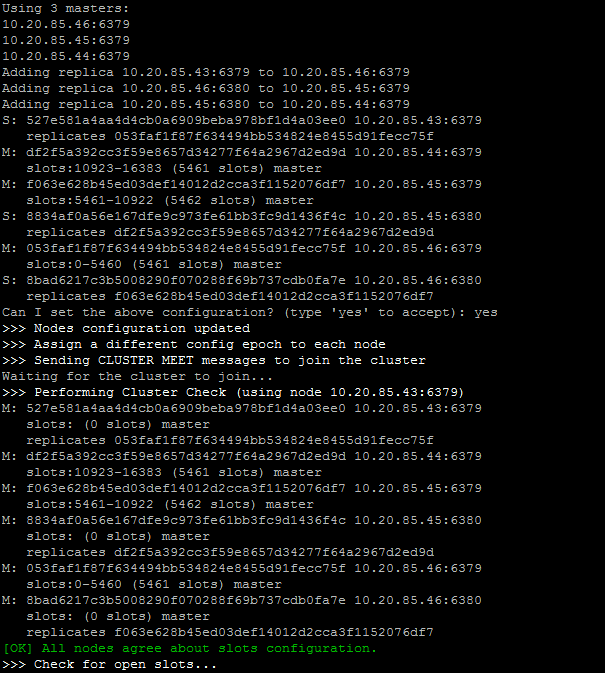 Using 3 masters:
10.20.85.46:6379
10.20.85.45:6379
10.20.85.44:6379
Adding replica 10.20.85.43:6379 to 10.20.85.46:6379
Adding replica 10.20.85.46:6380 to 10.20.85.45:6379
Adding replica 10.20.85.45:6380 to 10.20.85.44:6379
S: 527e581a4aa4d4cb0a6909beba978bf1d4a03ee0 10.20.85.43:6379
   replicates 053faf1f87f634494bb534824e8455d91fecc75f
M: df2f5a392cc3f59e8657d34277f64a2967d2ed9d 10.20.85.44:6379
   slots:10923-16383 (5461 slots) master
M: f063e628b45ed03def14012d2cca3f1152076df7 10.20.85.45:6379
   slots:5461-10922 (5462 slots) master
S: 8834af0a56e167dfe9c973fe61bb3fc9d1436f4c 10.20.85.45:6380
   replicates df2f5a392cc3f59e8657d34277f64a2967d2ed9d
M: 053faf1f87f634494bb534824e8455d91fecc75f 10.20.85.46:6379
   slots:0-5460 (5461 slots) master
S: 8bad6217c3b5008290f070288f69b737cdb0fa7e 10.20.85.46:6380
   replicates f063e628b45ed03def14012d2cca3f1152076df7
Can I set the above configuration? (type 'yes' to accept): yes
>>> Nodes configuration updated
>>> Assign a different config epoch to each node
>>> Sending CLUSTER MEET messages to join the cluster
Waiting for the cluster to join...
>>> Performing Cluster Check (using node 10.20.85.43:6379)
M: 527e581a4aa4d4cb0a6909beba978bf1d4a03ee0 10.20.85.43:6379
   slots: (0 slots) master
   replicates 053faf1f87f634494bb534824e8455d91fecc75f
M: df2f5a392cc3f59e8657d34277f64a2967d2ed9d 10.20.85.44:6379
   slots:10923-16383 (5461 slots) master
M: f063e628b45ed03def14012d2cca3f1152076df7 10.20.85.45:6379
   slots:5461-10922 (5462 slots) master
M: 8834af0a56e167dfe9c973fe61bb3fc9d1436f4c 10.20.85.45:6380
   slots: (0 slots) master
   replicates df2f5a392cc3f59e8657d34277f64a2967d2ed9d
M: 053faf1f87f634494bb534824e8455d91fecc75f 10.20.85.46:6379
   slots:0-5460 (5461 slots) master
M: 8bad6217c3b5008290f070288f69b737cdb0fa7e 10.20.85.46:6380
   slots: (0 slots) master
   replicates f063e628b45ed03def14012d2cca3f1152076df7
[OK] All nodes agree about slots configuration.
>>> Check for open slots...